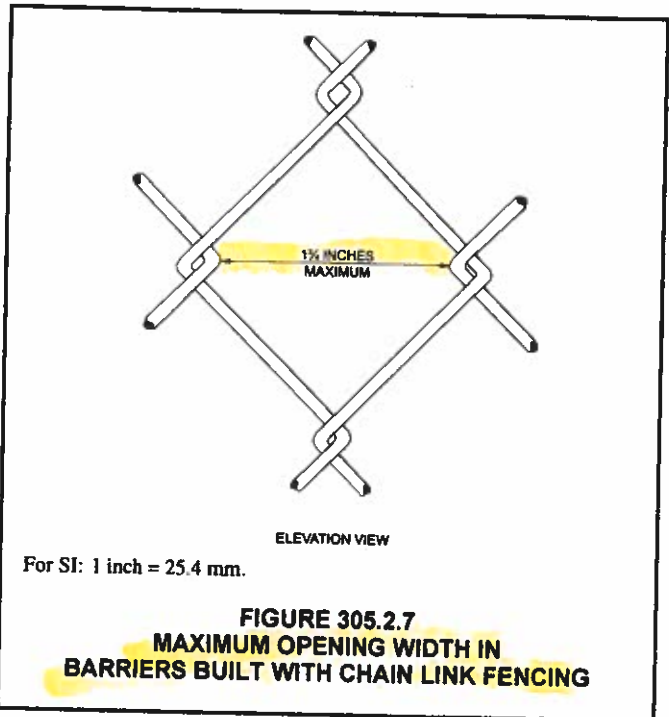 1¾ INCHES
MAXIMUM
ELEVATION VIEW
For SI: 1 inch = 25.4 mm.
FIGURE 305.2.7
MAXIMUM OPENING WIDTH IN
BARRIERS BUILT WITH CHAIN LINK FENCING